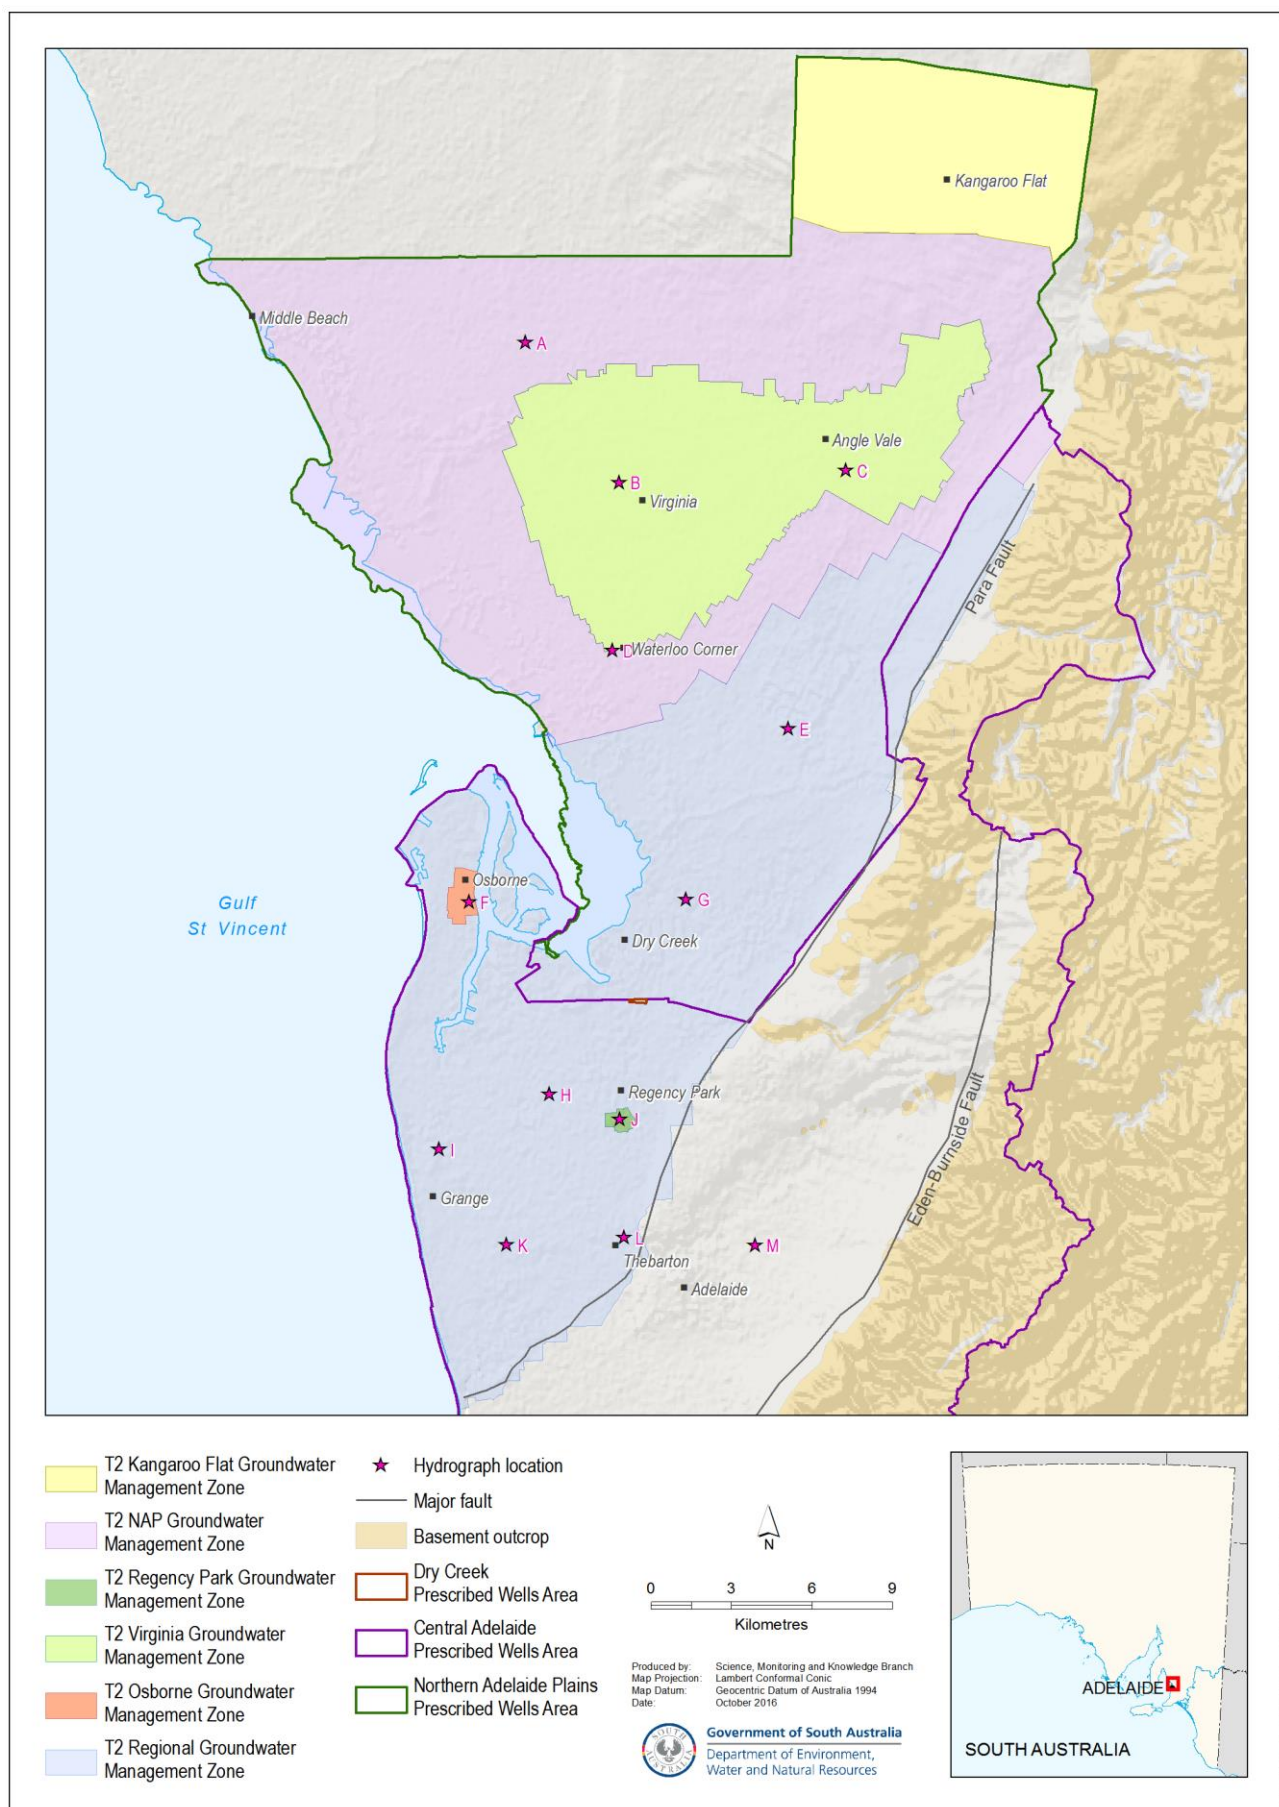 Kangaroo Flat
Middle Beach
A
Angle Vale
C
B
Virginia
Para Fault
D
Waterloo Corner
E
Osborne
F
G
Gulf
St Vincent
Dry Creek
H
Regency Park
J
I
Eden-Burnside Fault
Grange
K
L
M
Thebarton
Adelaide
T2 Kangaroo Flat Groundwater
Management Zone
T2 NAP Groundwater
Management Zone
T2 Regency Park Groundwater
Management Zone
T2 Virginia Groundwater
Management Zone
T2 Osborne Groundwater
Management Zone
T2 Regional Groundwater
Management Zone
Hydrograph location
Major fault
Basement outcrop
Dry Creek
Prescribed Wells Area
Central Adelaide
Prescribed Wells Area
Northern Adelaide Plains
Prescribed Wells Area
N
0 3 6 9
Kilometres
Produced by: Science, Monitoring and Knowledge Branch
Map Projection: Lambert Conformal Conic
Map Datum: Geocentric Datum of Australia 1994
Date: October 2016
SOUTH
AUSTRALIA
Government of South Australia
Department of Environment,
Water and Natural Resources
ADELAIDE
SOUTH AUSTRALIA